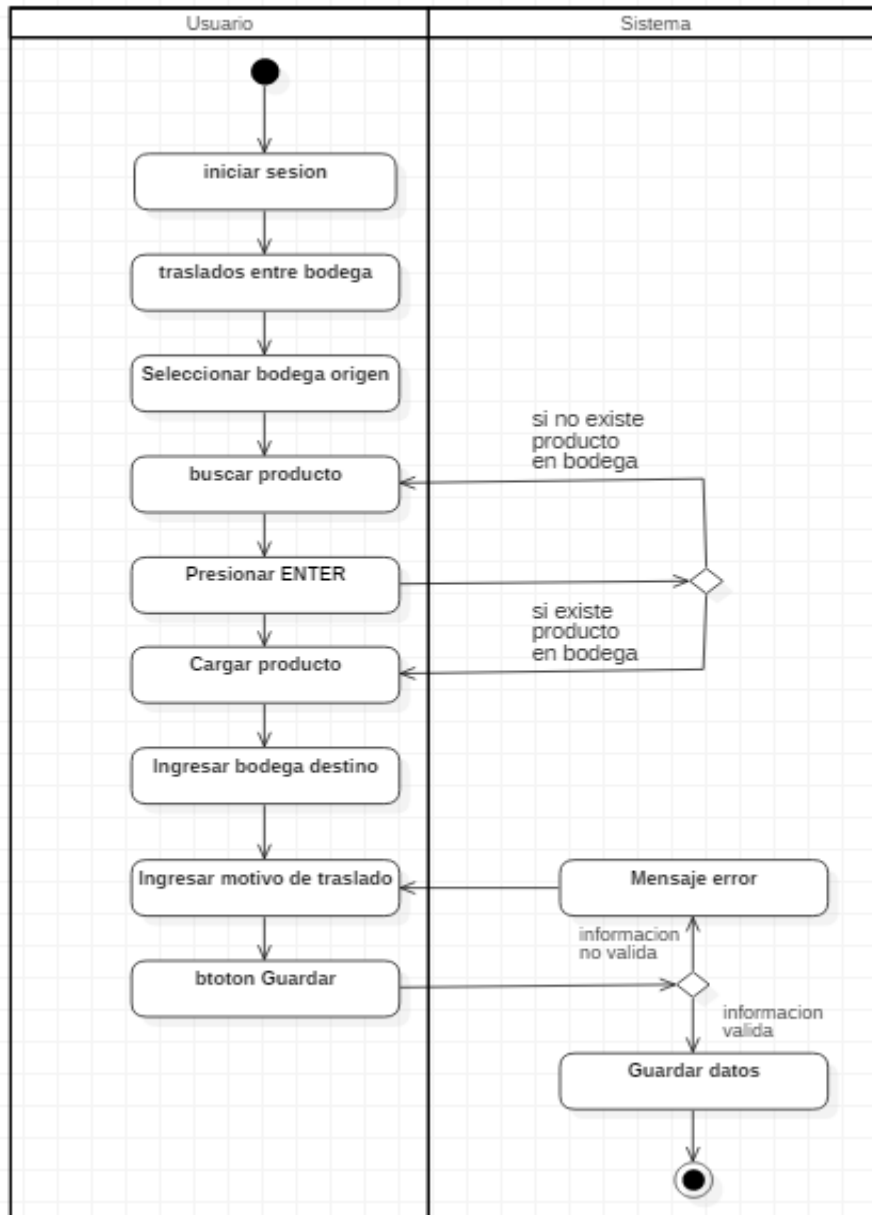 Usuario
Sistema
iniciar sesion
traslados entre bodega
Seleccionar bodega origen
si no existe
producto
en bodega
buscar producto
Presionar ENTER
si existe
producto
en bodega
Cargar producto
Ingresar bodega destino
Ingresar motivo de traslado
Mensaje error
informacion
no valida
btoton Guardar
informacion
valida
Guardar datos